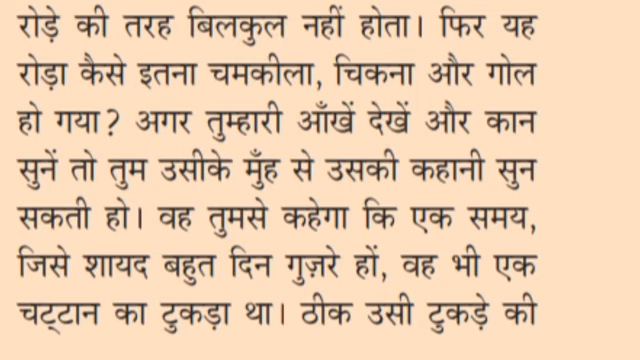 रोड़े की तरह बिलकुल नहीं होता। फिर यह
रोड़ा कैसे इतना चमकीला, चिकना और गोल
हो गया? अगर तुम्हारी आँखें देखें और कान
सुनें तो तुम उसीके मुँह से उसकी कहानी सुन
सकती हो। वह तुमसे कहेगा कि एक समय,
जिसे शायद बहुत दिन गुज़रे हों, वह भी एक
चट्टान का टुकड़ा था। ठीक उसी टुकड़े की